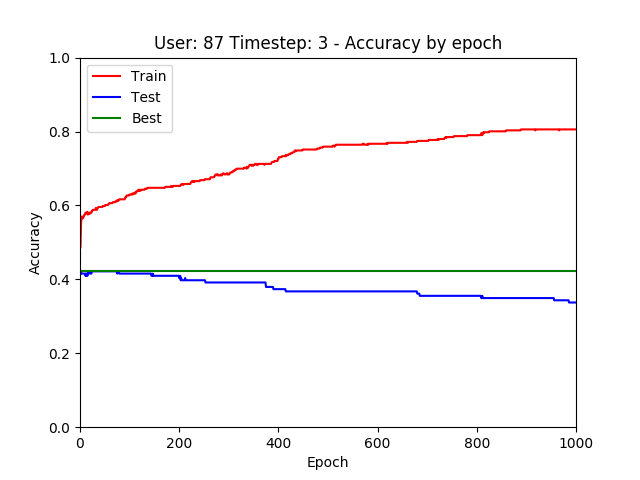 User: 87 Timestep: 3 - Accuracy by epoch
1.0
Train
Test
Best
0.8
0.6
Accuracy
0.4
0.2
0.0
0 200 400 600 800 1000
Epoch